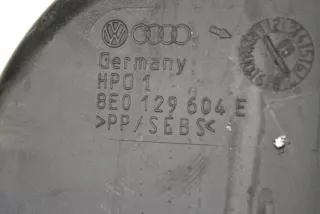 Germany
HPO 1
8E0 129 604 E
>PP/SEBS<